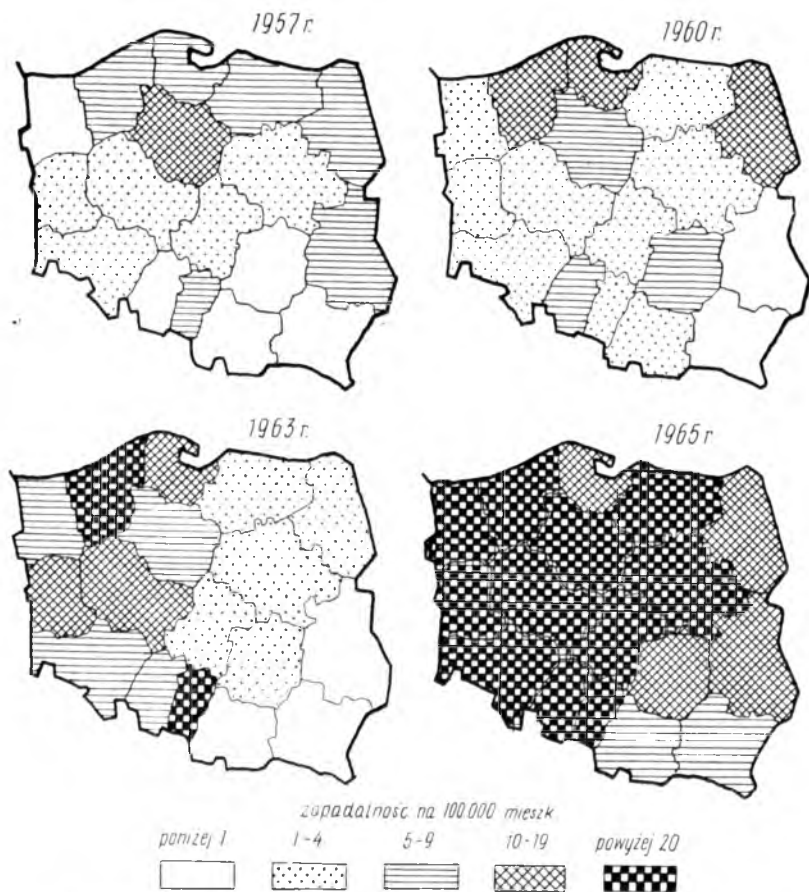 1957 r.
1960 r.
1963 r.
1965 r
zapadalność na 100.000 mieszk.
poniżej 1
1-4
5-9
10-19
powyżej 20